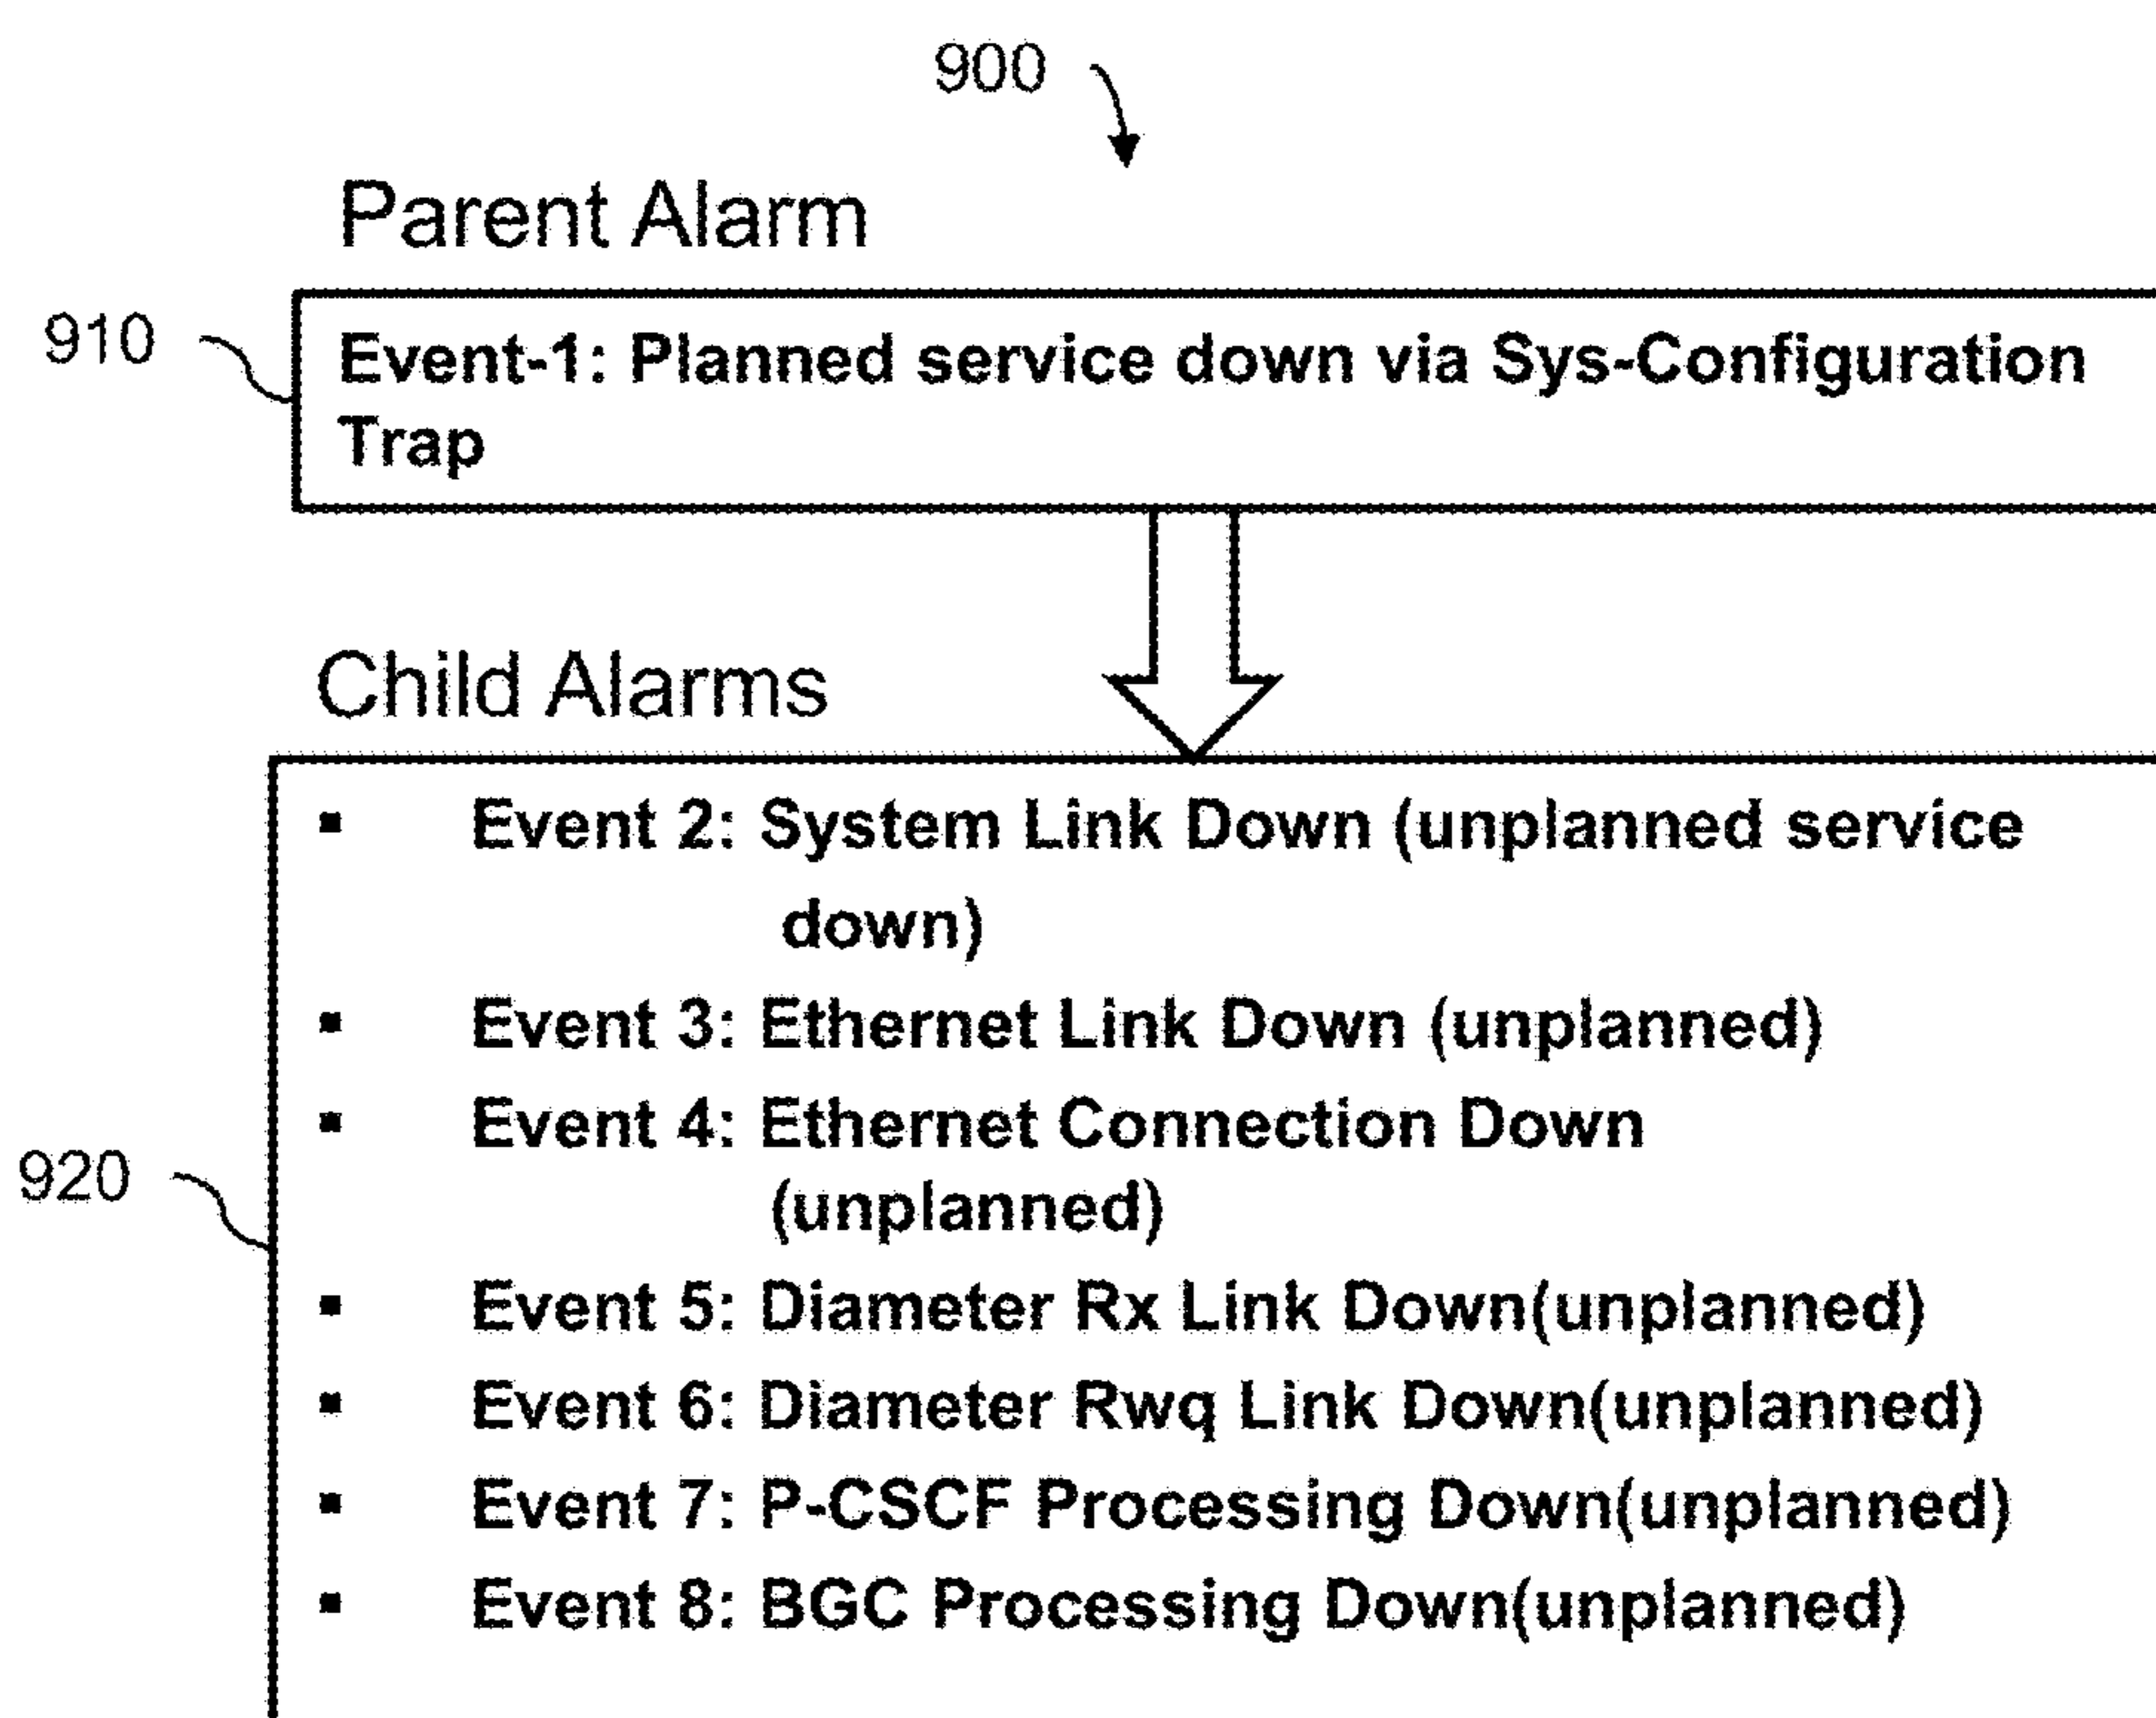 900
Parent Alarm
910
Event-1: Planned service down via Sys-Configuration
Trap
Child Alarms
▪ Event 2: System Link Down (unplanned service
down)
▪ Event 3: Ethernet Link Down (unplanned)
▪ Event 4: Ethernet Connection Down
(unplanned)
920
▪ Event 5: Diameter Rx Link Down(unplanned)
▪ Event 6: Diameter Rwq Link Down(unplanned)
▪ Event 7: P-CSCF Processing Down(unplanned)
▪ Event 8: BGC Processing Down(unplanned)